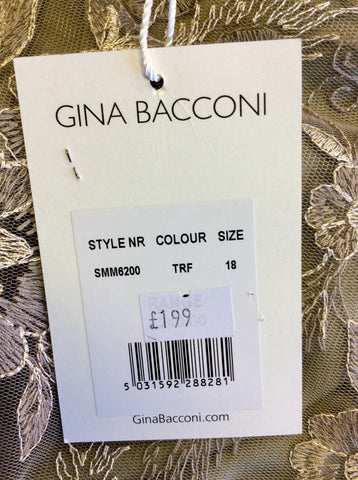 GINA BACCONI
STYLE NR COLOUR SIZE
SMM6200 TRF 18
£199
5 031592 288281
GinaBacconi.com